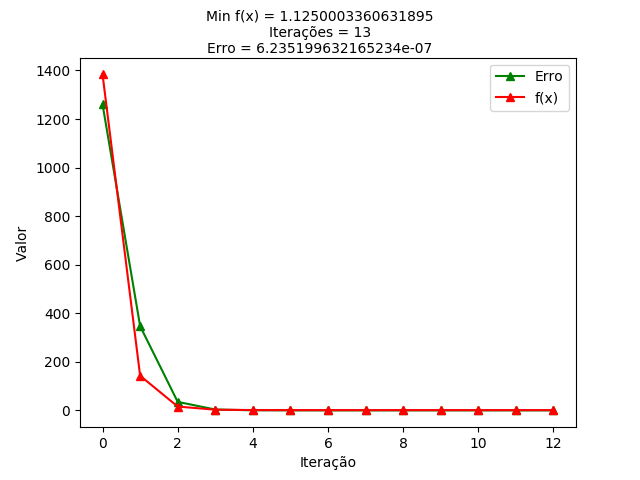 Min f(x) = 1.1250003360631895
Iterações = 13
Erro = 6.235199632165234e-07
Erro
f(x)
1400
1200
1000
800
600
400
200
0
Valor
0 2 4 6 8 10 12
Iteração